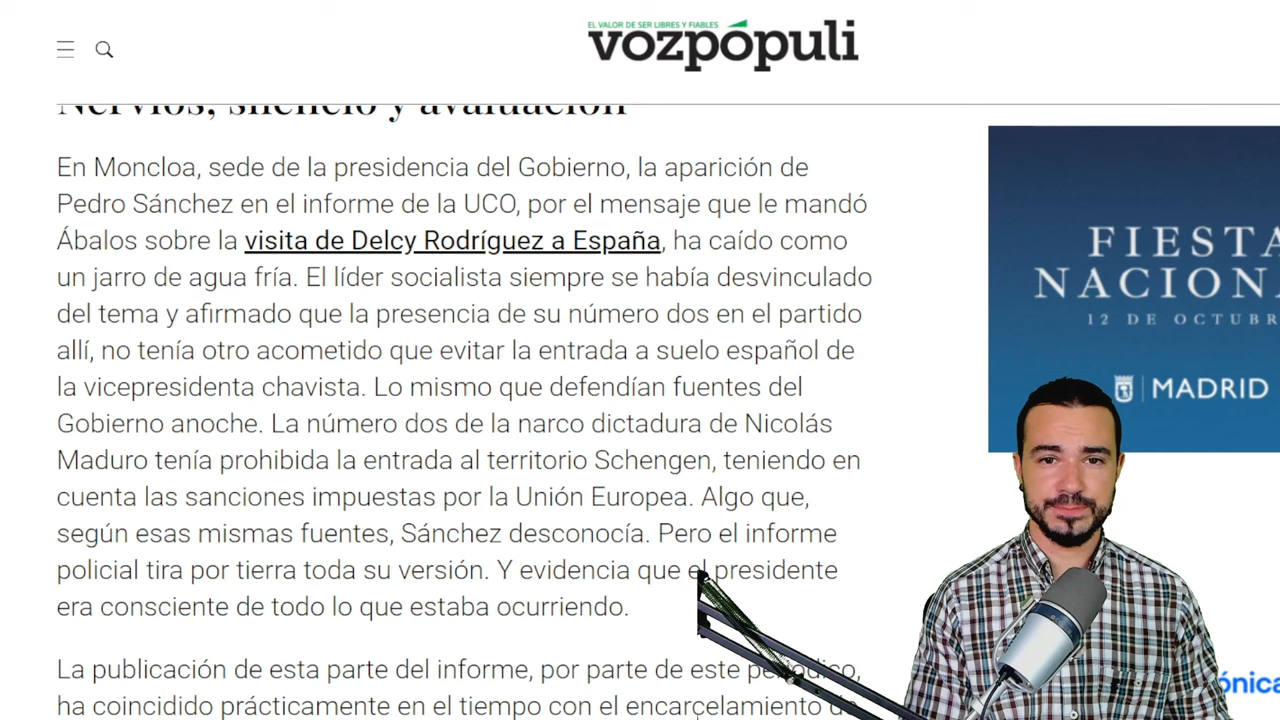 EL VALOR DE SER LIBRES Y FIABLES
vozpópuli
Nervios, silencio y avaluación
En Moncloa, sede de la presidencia del Gobierno, la aparición de
Pedro Sánchez en el informe de la UCO, por el mensaje que le mandó
Ábalos sobre la visita de Delcy Rodríguez a España, ha caído como
un jarro de agua fría. El líder socialista siempre se había desvinculado
del tema y afirmado que la presencia de su número dos en el partido
allí, no tenía otro acometido que evitar la entrada a suelo español de
la vicepresidenta chavista. Lo mismo que defendían fuentes del
Gobierno anoche. La número dos de la narco dictadura de Nicolás
Maduro tenía prohibida la entrada al territorio Schengen, teniendo en
cuenta las sanciones impuestas por la Unión Europea. Algo que,
según esas mismas fuentes, Sánchez desconocía. Pero el informe
policial tira por tierra toda su versión. Y evidencia que el presidente
era consciente de todo lo que estaba ocurriendo.
La publicación de esta parte del informe, por parte de este periódico,
ha coincidido prácticamente en el tiempo con el encarcelamiento de
FIESTA
NACIONA
12 DE OCTUBR
MADRID
ónica